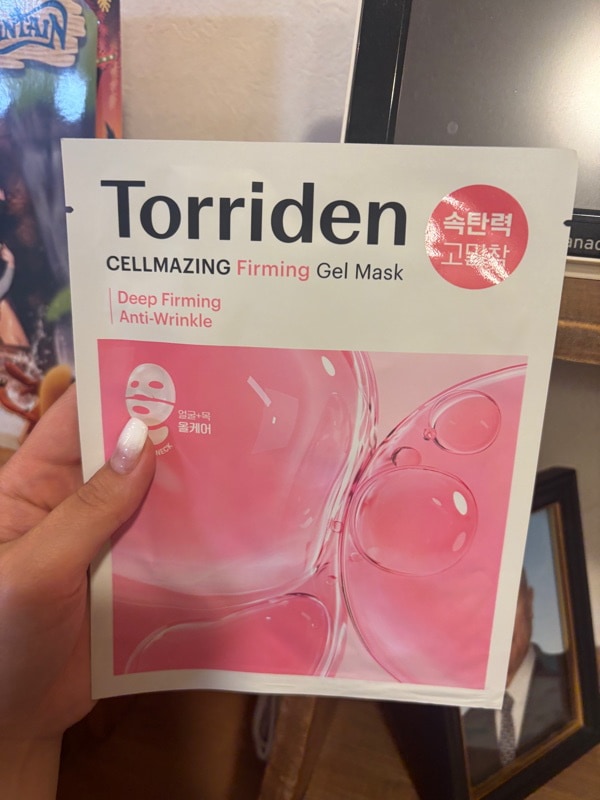 Torriden
CELLMAZING Firming Gel Mask
Deep Firming
Anti-Wrinkle
속탄력
고밀착
얼굴+목
올케어
NECK